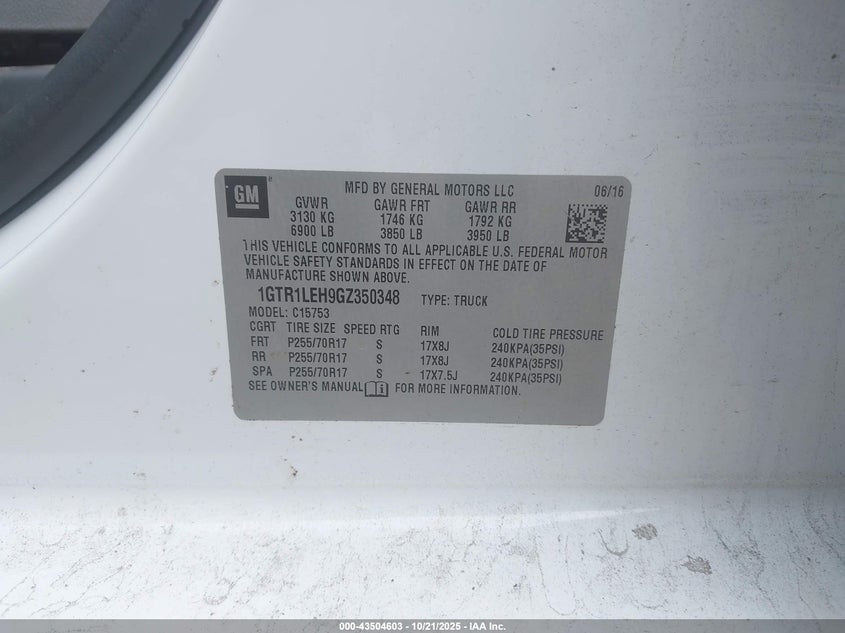 GM ®
MFD BY GENERAL MOTORS LLC 06/16
GVWR GAWR FRT GAWR RR
3130 KG 1746 KG 1792 KG
6900 LB 3850 LB 3950 LB
THIS VEHICLE CONFORMS TO ALL APPLICABLE U.S. FEDERAL MOTOR
VEHICLE SAFETY STANDARDS IN EFFECT ON THE DATE OF
MANUFACTURE SHOWN ABOVE.
1GTR1LEH9GZ350348 TYPE: TRUCK
MODEL: C15753
CGRT TIRE SIZE SPEED RTG RIM COLD TIRE PRESSURE
FRT P255/70R17 S 17X8J 240KPA(35PSI)
RR P255/70R17 S 17X8J 240KPA(35PSI)
SPA P255/70R17 S 17X7.5J 240KPA(35PSI)
SEE OWNER'S MANUAL i FOR MORE INFORMATION.
000-43504603 - 10/21/2025 - IAA Inc.